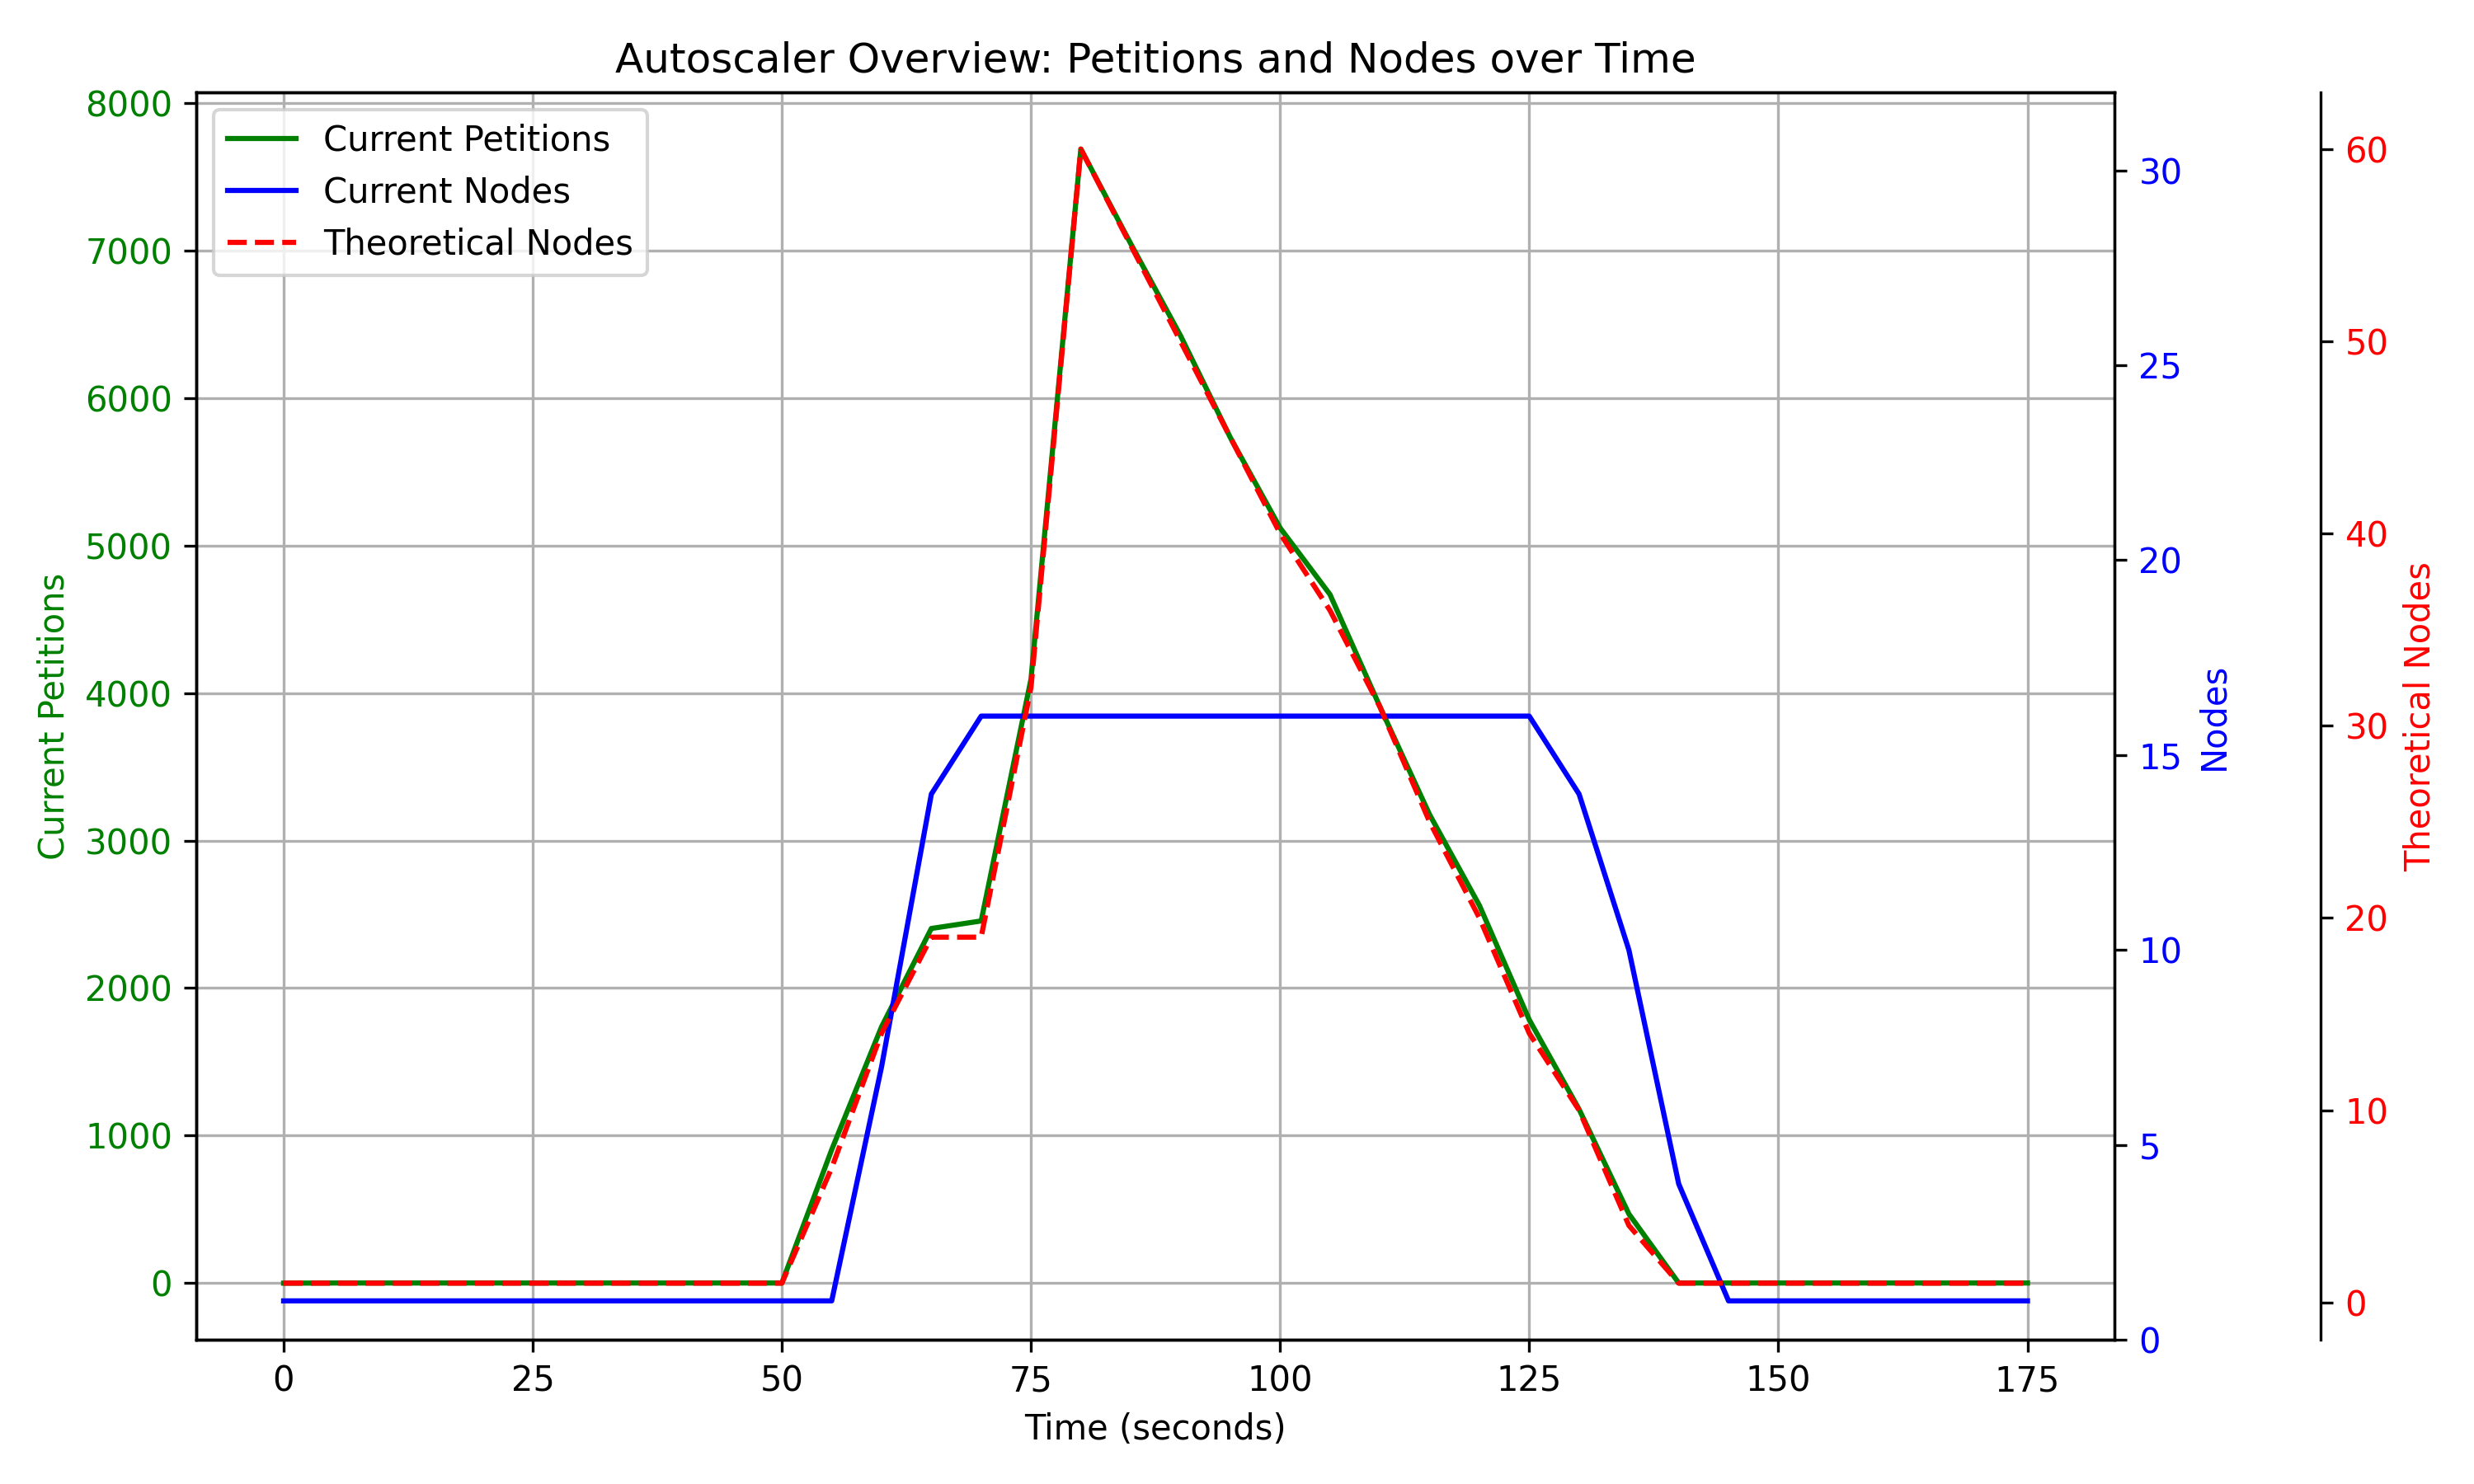 Autoscaler Overview: Petitions and Nodes over Time
Current Petitions
Current Nodes
Theoretical Nodes
8000
7000
6000
5000
4000
3000
2000
1000
0
Current Petitions
30
25
20
15
10
5
0
Nodes
60
50
40
30
20
10
0
Theoretical Nodes
0 25 50 75 100 125 150 175
Time (seconds)